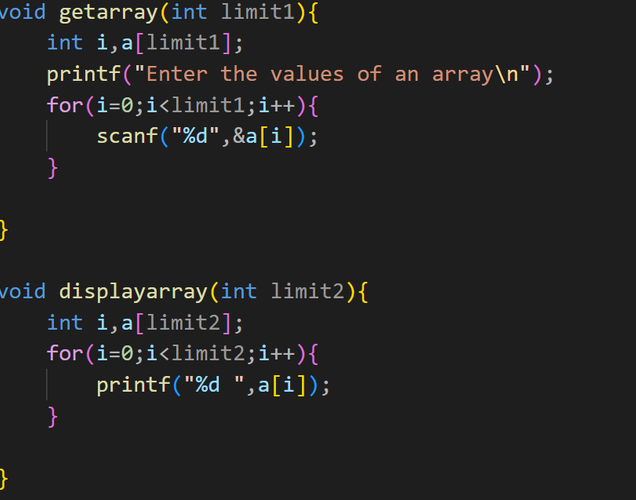 void getarray(int limit1){
    int i,a[limit1];
    printf("Enter the values of an array\n");
    for(i=0;i<limit1;i++){
        scanf("%d",&a[i]);
    }
}
void displayarray(int limit2){
    int i,a[limit2];
    for(i=0;i<limit2;i++){
        printf("%d ",a[i]);
    }
}